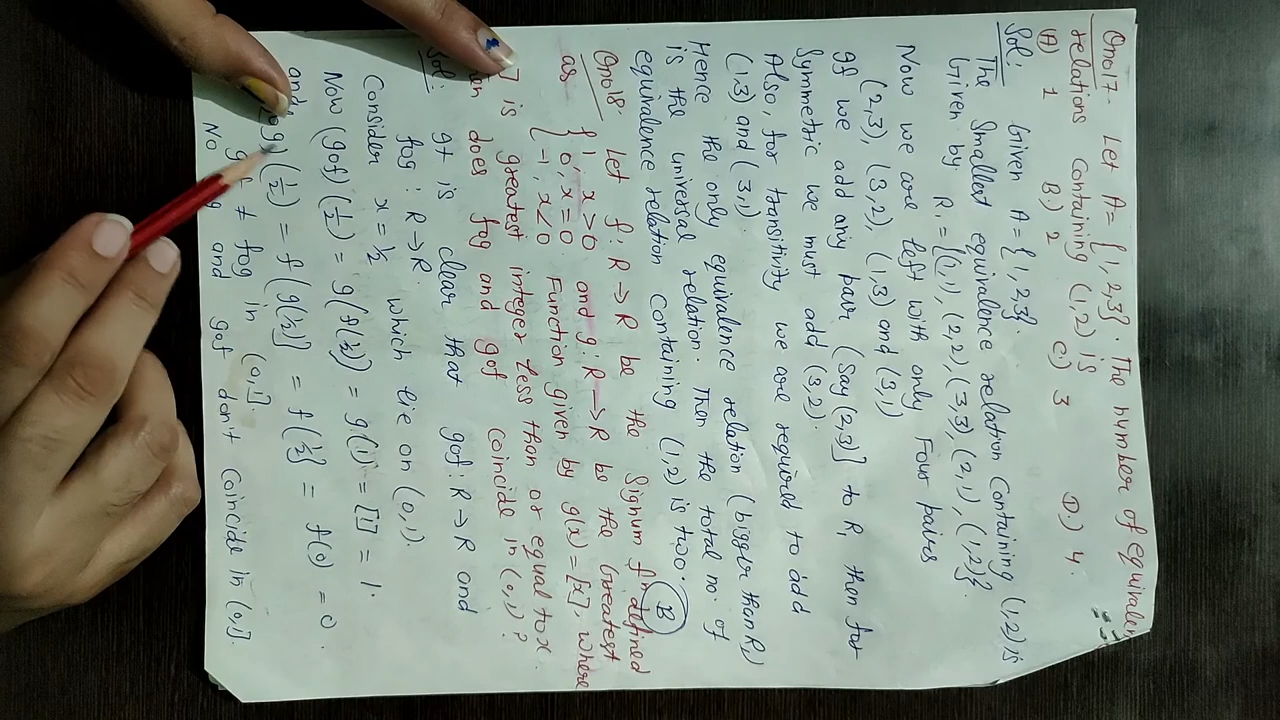 Qno17- Let A = {1,2,3}. The number of equivalen
relations containing (1,2) is
(A) 1 B.) 2 C.) 3 D.) 4.
Sol: Given A = {1,2,3}.
The Smallest equivalence relation Containing (1,2) is
Given by R1 = {(1,1), (2,2), (3,3), (2,1), (1,2)}.
Now we are left with only Four pairs
(2,3), (3,2), (1,3) and (3,1)
If we add any pair (Say (2,3)] to R1 then for
Symmetric we must add (3,2).
Also, for transitivity we are required to add
(1,3) and (3,1).
Hence the only equivalence relation (bigger than R1)
is the universal relation. Then the total no. of
equivalence relation Containing (1,2) is two. (B)
Qno18. Let f: R → R be the Signum fn defined
as { 1, x>0
0, x=0
-1, x<0 and g: R → R be the Greatest
Function given by g(x) = [x], where
] is greatest integer Less than or equal to x.
does fog and gof coincide in (0,1)?
Sol: It is clear that gof: R → R and
fog: R → R.
Consider x = 1/2 which lie on (0,1).
Now (gof)(1/2) = g(f(1/2)) = g(1) = [1] = 1.
and, (fog)(1/2) = f(g(1/2)] = f(1/2} = f(0) = 0.
≠ fog in (0,1].
No and gof don't Coincide in (0,1].